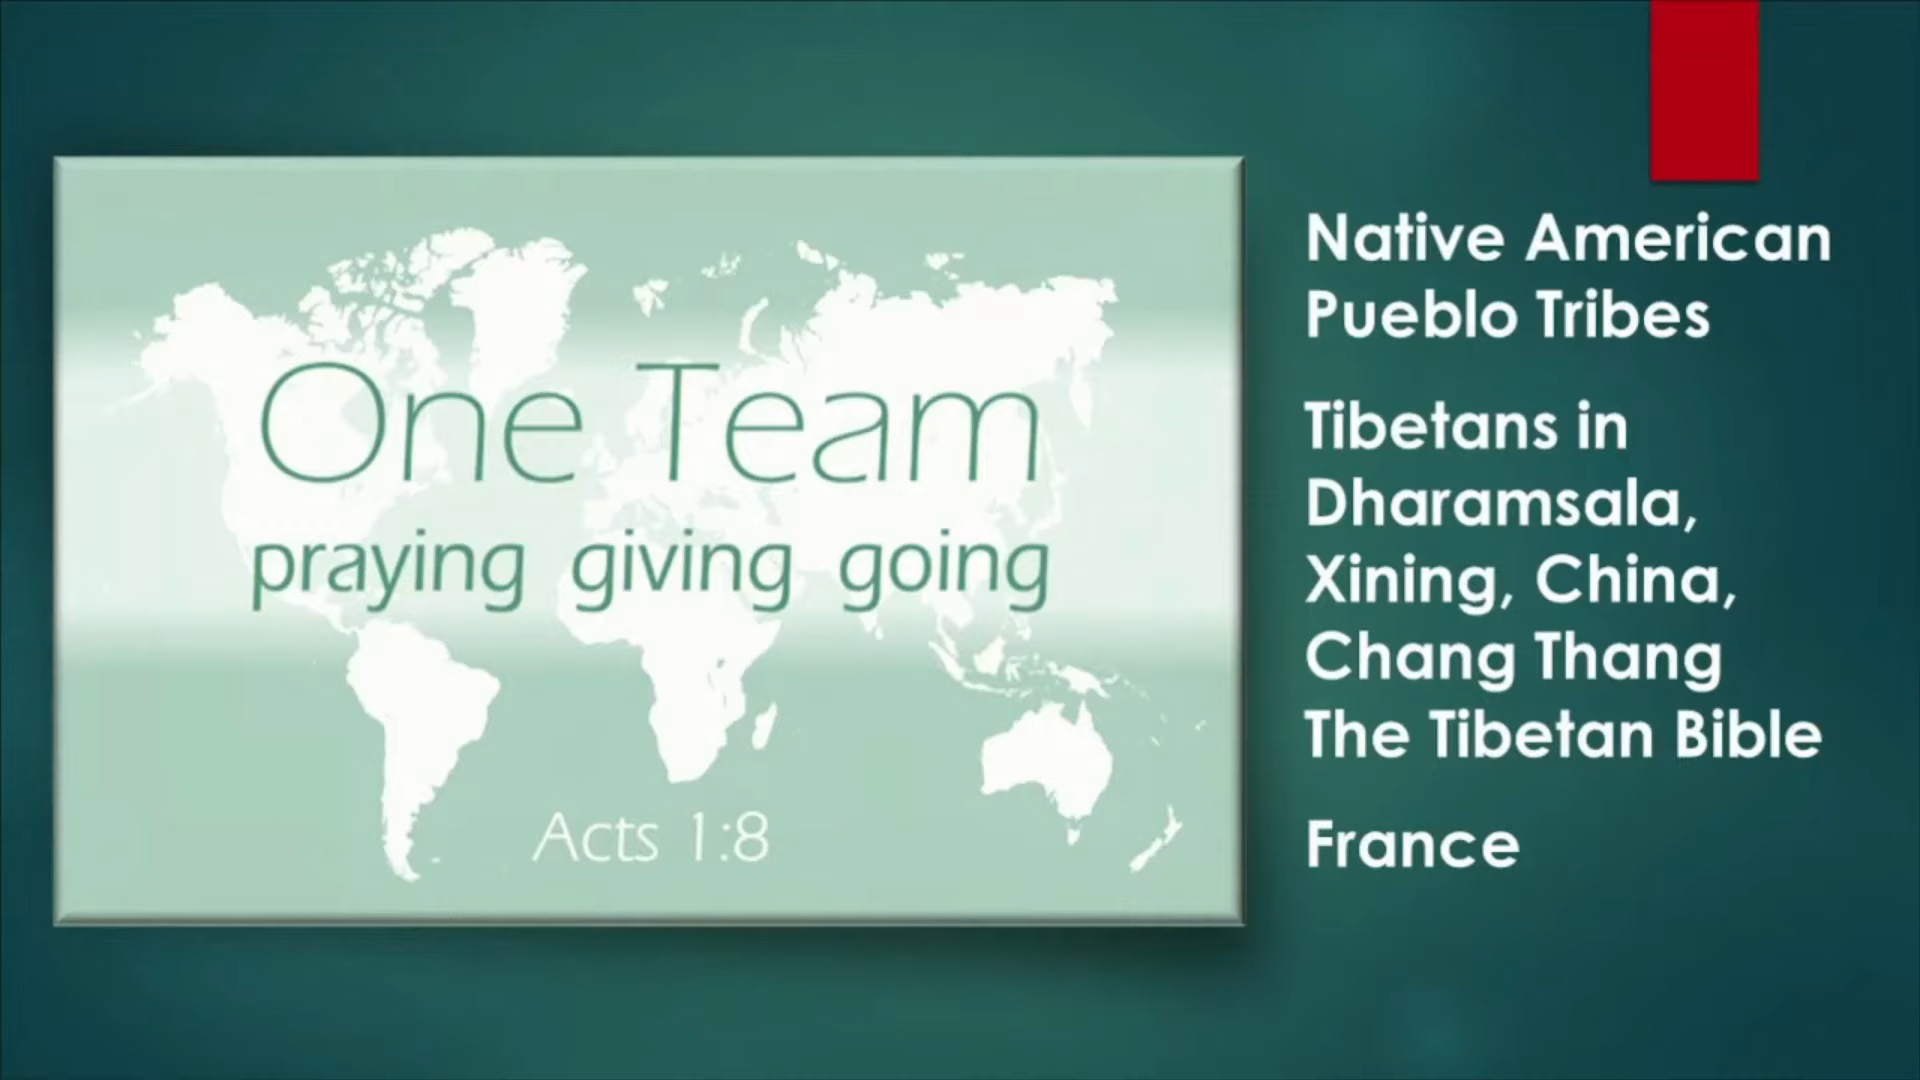 One Team
praying giving going
Acts 1:8
Native American
Pueblo Tribes
Tibetans in
Dharamsala,
Xining, China,
Chang Thang
The Tibetan Bible
France